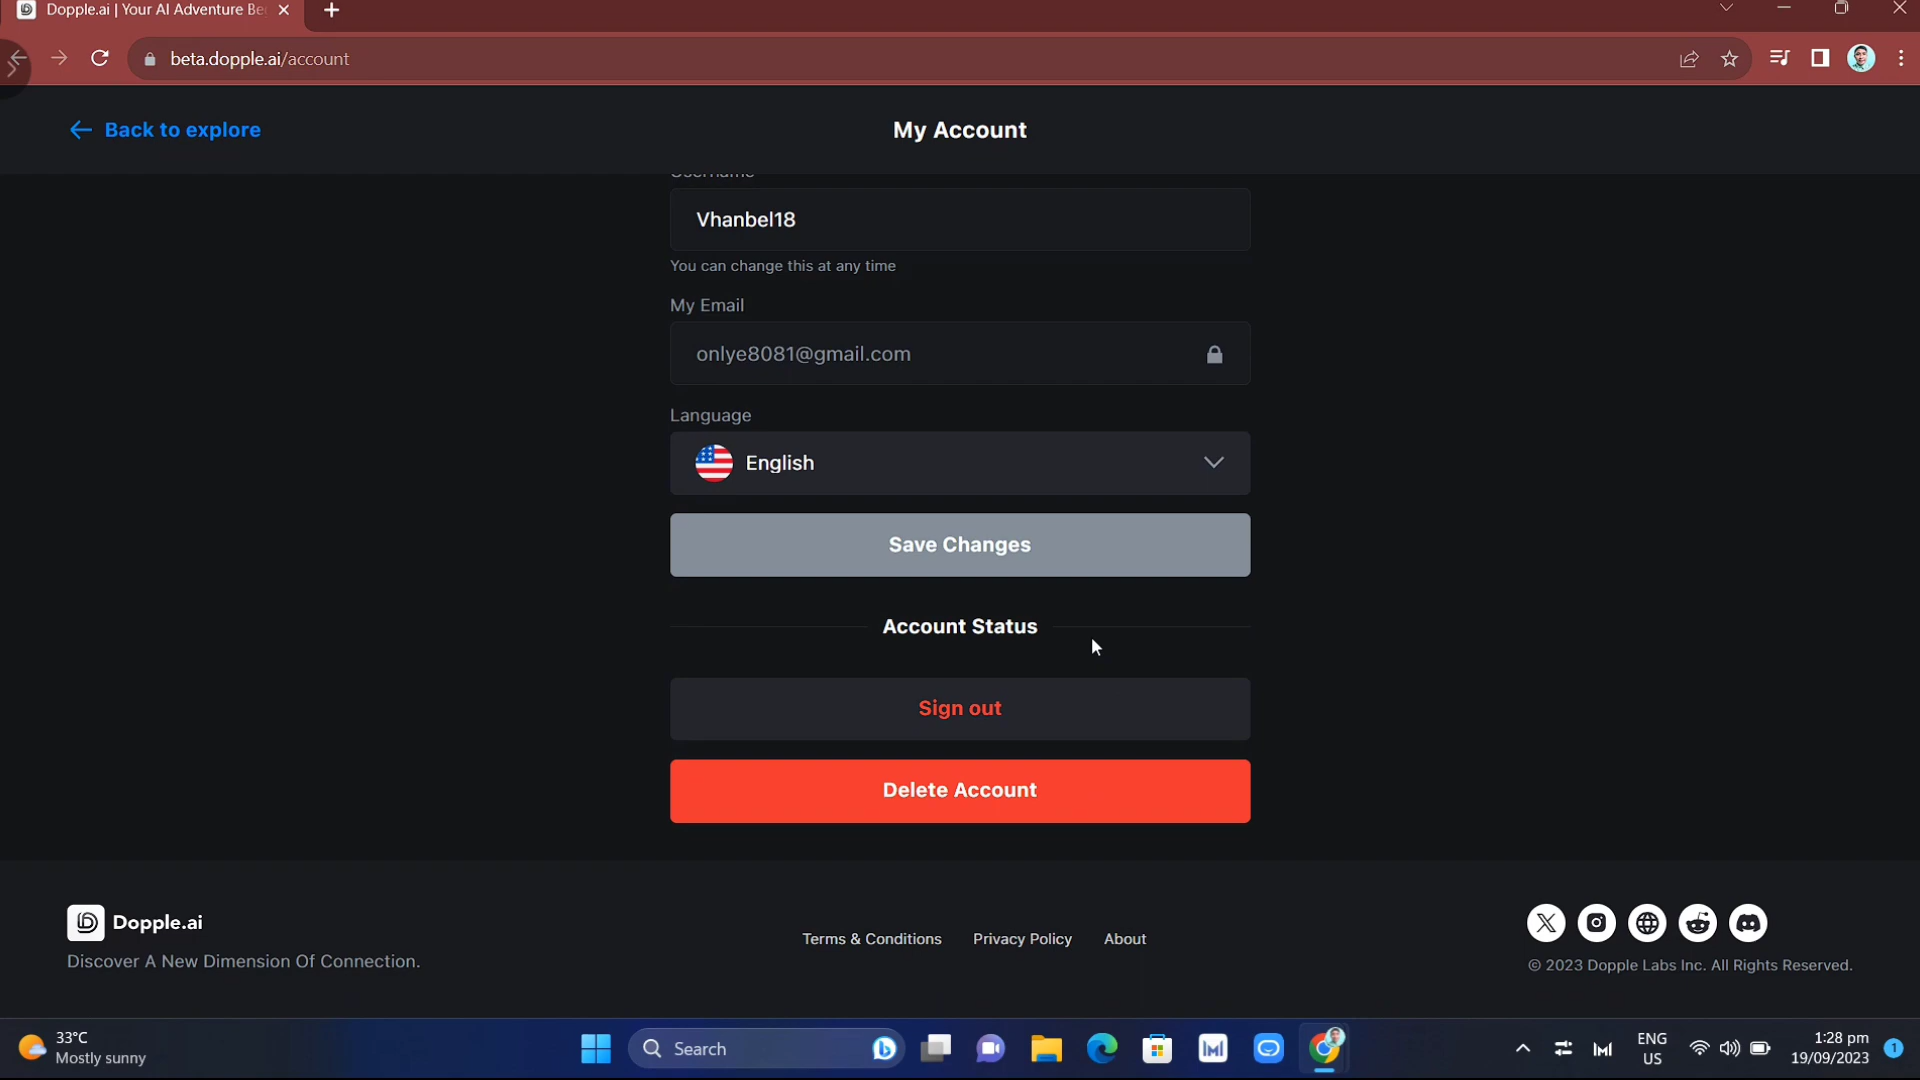 Dopple.ai | Your AI Adventure Be
beta.dopple.ai/account
Back to explore
My Account
Username
Vhanbel18
You can change this at any time
My Email
onlye8081@gmail.com
Language
English
Save Changes
Account Status
Sign out
Delete Account
Dopple.ai
Discover A New Dimension Of Connection.
Terms & Conditions
Privacy Policy
About
© 2023 Dopple Labs Inc. All Rights Reserved.
33°C
Mostly sunny
Search
ENG
US
1:28 pm
19/09/2023
1